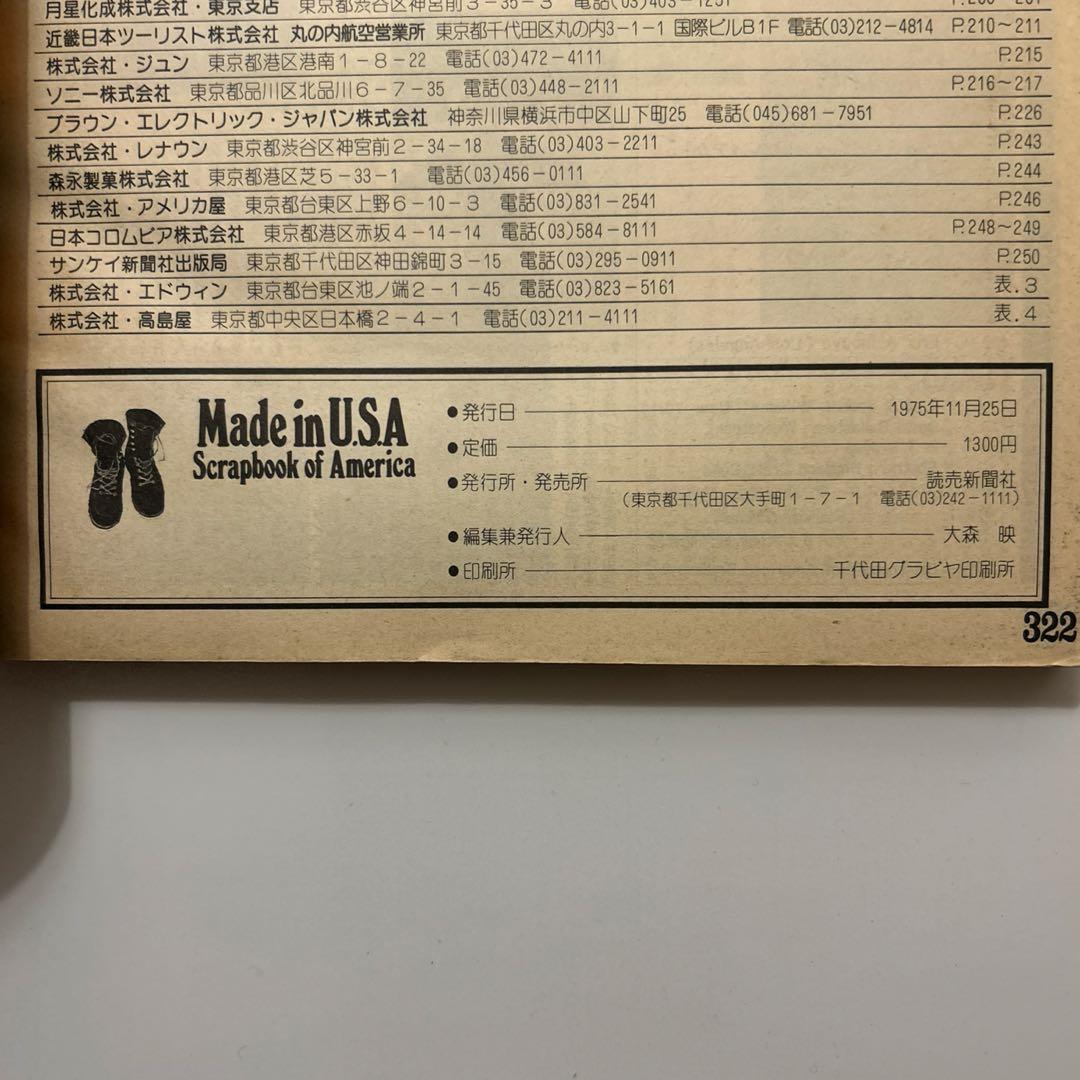 月星化成株式会社・東京支店 東京都渋谷区神宮前3-35-3 電話(03)403-1251 P.200~201
近畿日本ツーリスト株式会社 丸の内航空営業所 東京都千代田区丸の内3-1-1 国際ビルB1F 電話(03)212-4814 P.210~211
株式会社・ジュン 東京都港区港南1-8-22 電話(03)472-4111 P.215
ソニー株式会社 東京都品川区北品川6-7-35 電話(03)448-2111 P.216~217
ブラウン・エレクトリック・ジャパン株式会社 神奈川県横浜市中区山下町25 電話(045)681-7951 P.226
株式会社・レナウン 東京都渋谷区神宮前2-34-18 電話(03)403-2211 P.243
森永製菓株式会社 東京都港区芝5-33-1 電話(03)456-0111 P.244
株式会社・アメリカ屋 東京都台東区上野6-10-3 電話(03)831-2541 P.246
日本コロムビア株式会社 東京都港区赤坂4-14-14 電話(03)584-8111 P.248~249
サンケイ新聞社出版局 東京都千代田区神田錦町3-15 電話(03)295-0911 P.250
株式会社・エドウィン 東京都台東区池ノ端2-1-45 電話(03)823-5161 表.3
株式会社・高島屋 東京都中央区日本橋2-4-1 電話(03)211-4111 表.4
Made in U.S.A
Scrapbook of America
●発行日 1975年11月25日
●定価 1300円
●発行所・発売所 読売新聞社
(東京都千代田区大手町1-7-1 電話(03)242-1111)
●編集兼発行人 大森 映
●印刷所 千代田グラビヤ印刷所
322